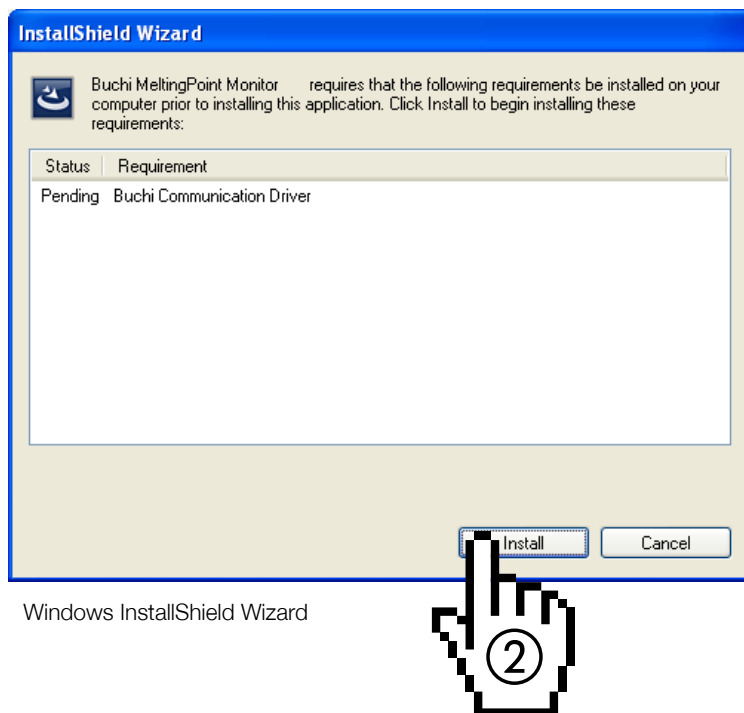 InstallShield Wizard
Buchi MeltingPoint Monitor requires that the following requirements be installed on your
computer prior to installing this application. Click Install to begin installing these
requirements:
Status Requirement
Pending Buchi Communication Driver
Install Cancel
Windows InstallShield Wizard
2